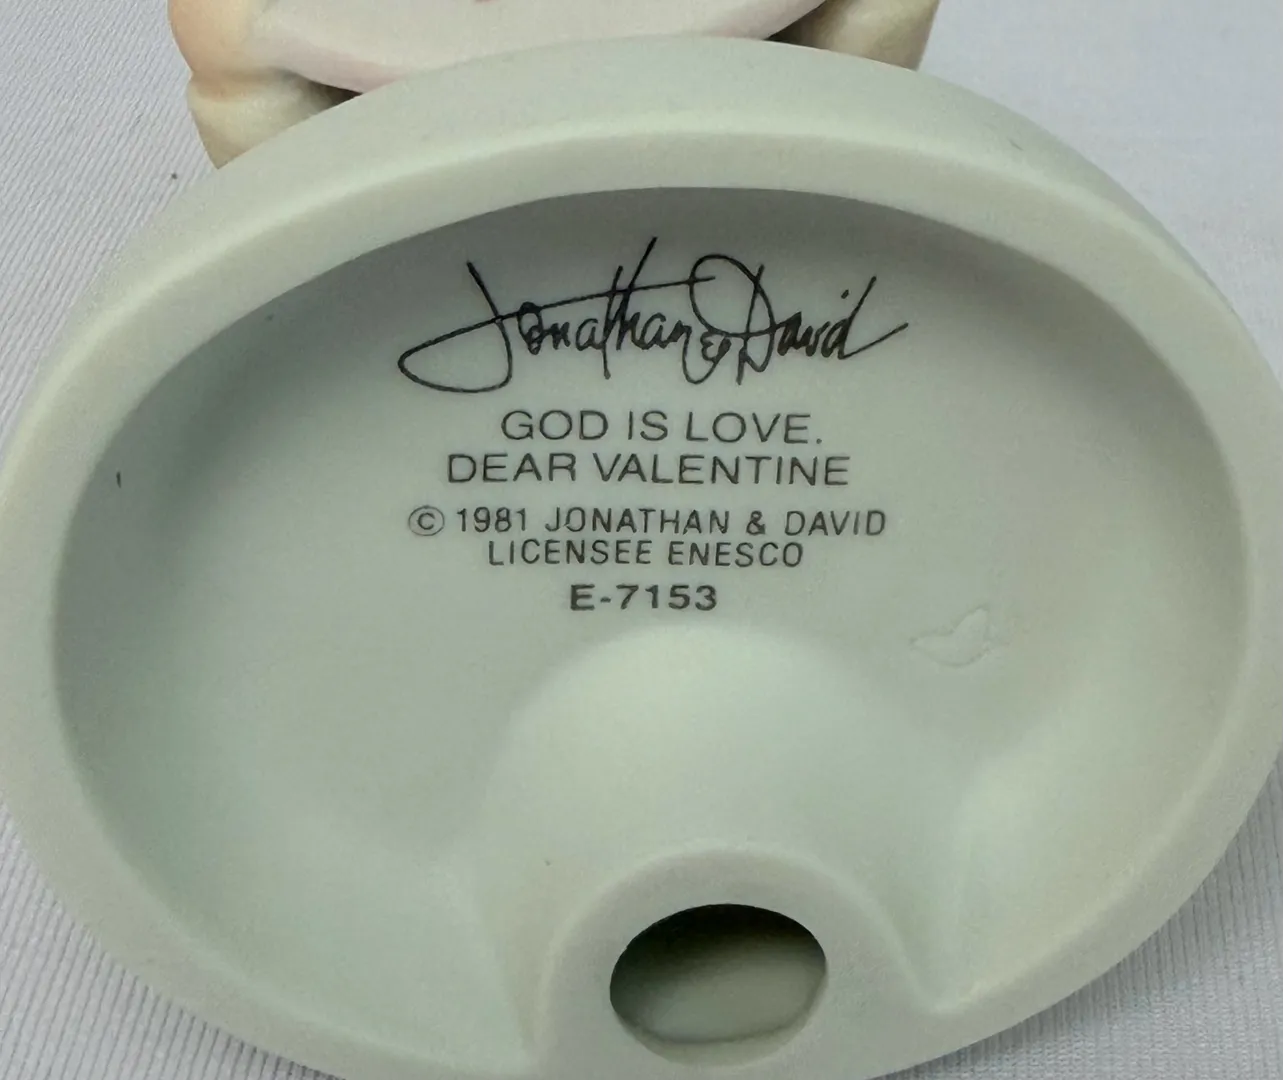 Jonathan & David
GOD IS LOVE.
DEAR VALENTINE
© 1981 JONATHAN & DAVID
LICENSEE ENESCO
E-7153